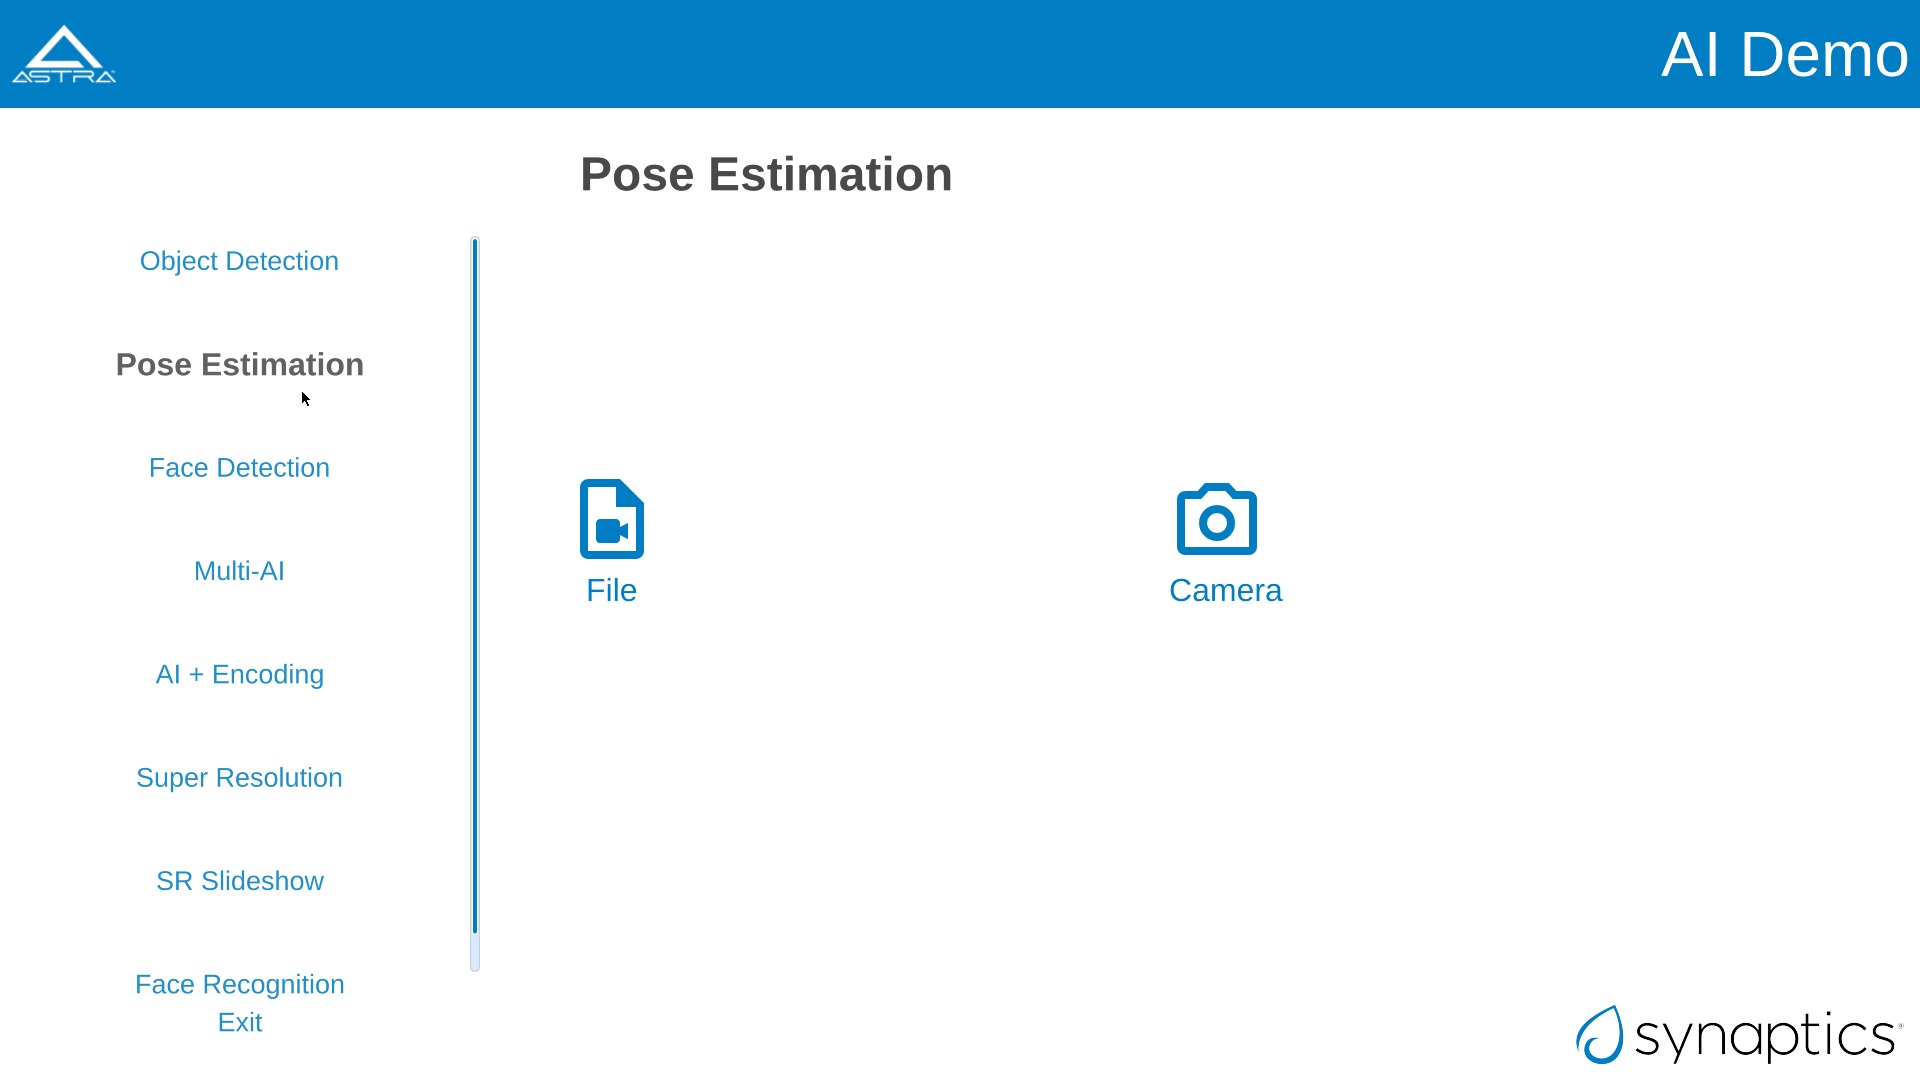 ASTRA
AI Demo
Pose Estimation
Object Detection
Pose Estimation
Face Detection
Multi-AI
AI + Encoding
Super Resolution
SR Slideshow
Face Recognition
Exit
File
Camera
synaptics®